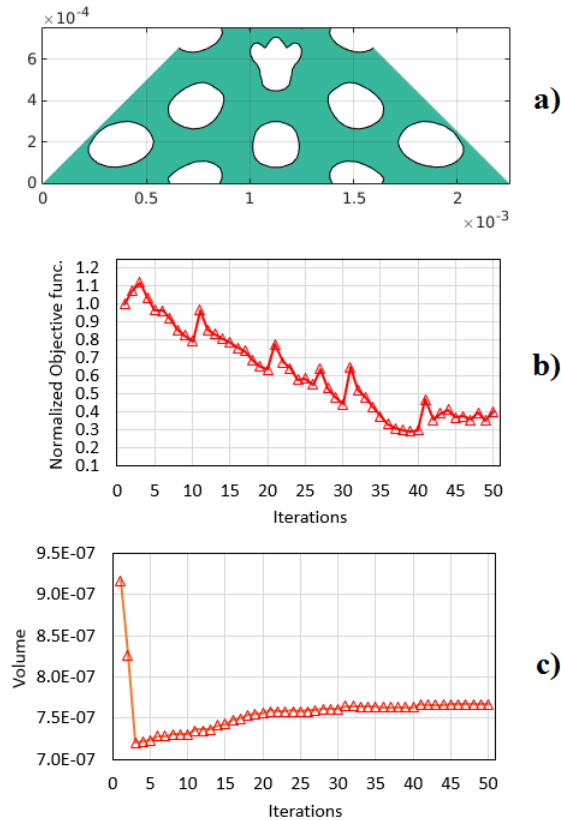 ×10⁻⁴
6
4
2
0
0 0.5 1 1.5 2
×10⁻³
a)
Normalized Objective func.
1.2
1.0
0.9
0.8
0.7
0.6
0.5
0.4
0.3
0.2
0.1
0 5 10 15 20 25 30 35 40 45 50
Iterations
b)
Volume
9.5E-07
9.0E-07
8.5E-07
8.0E-07
7.5E-07
7.0E-07
0 5 10 15 20 25 30 35 40 45 50
Iterations
c)